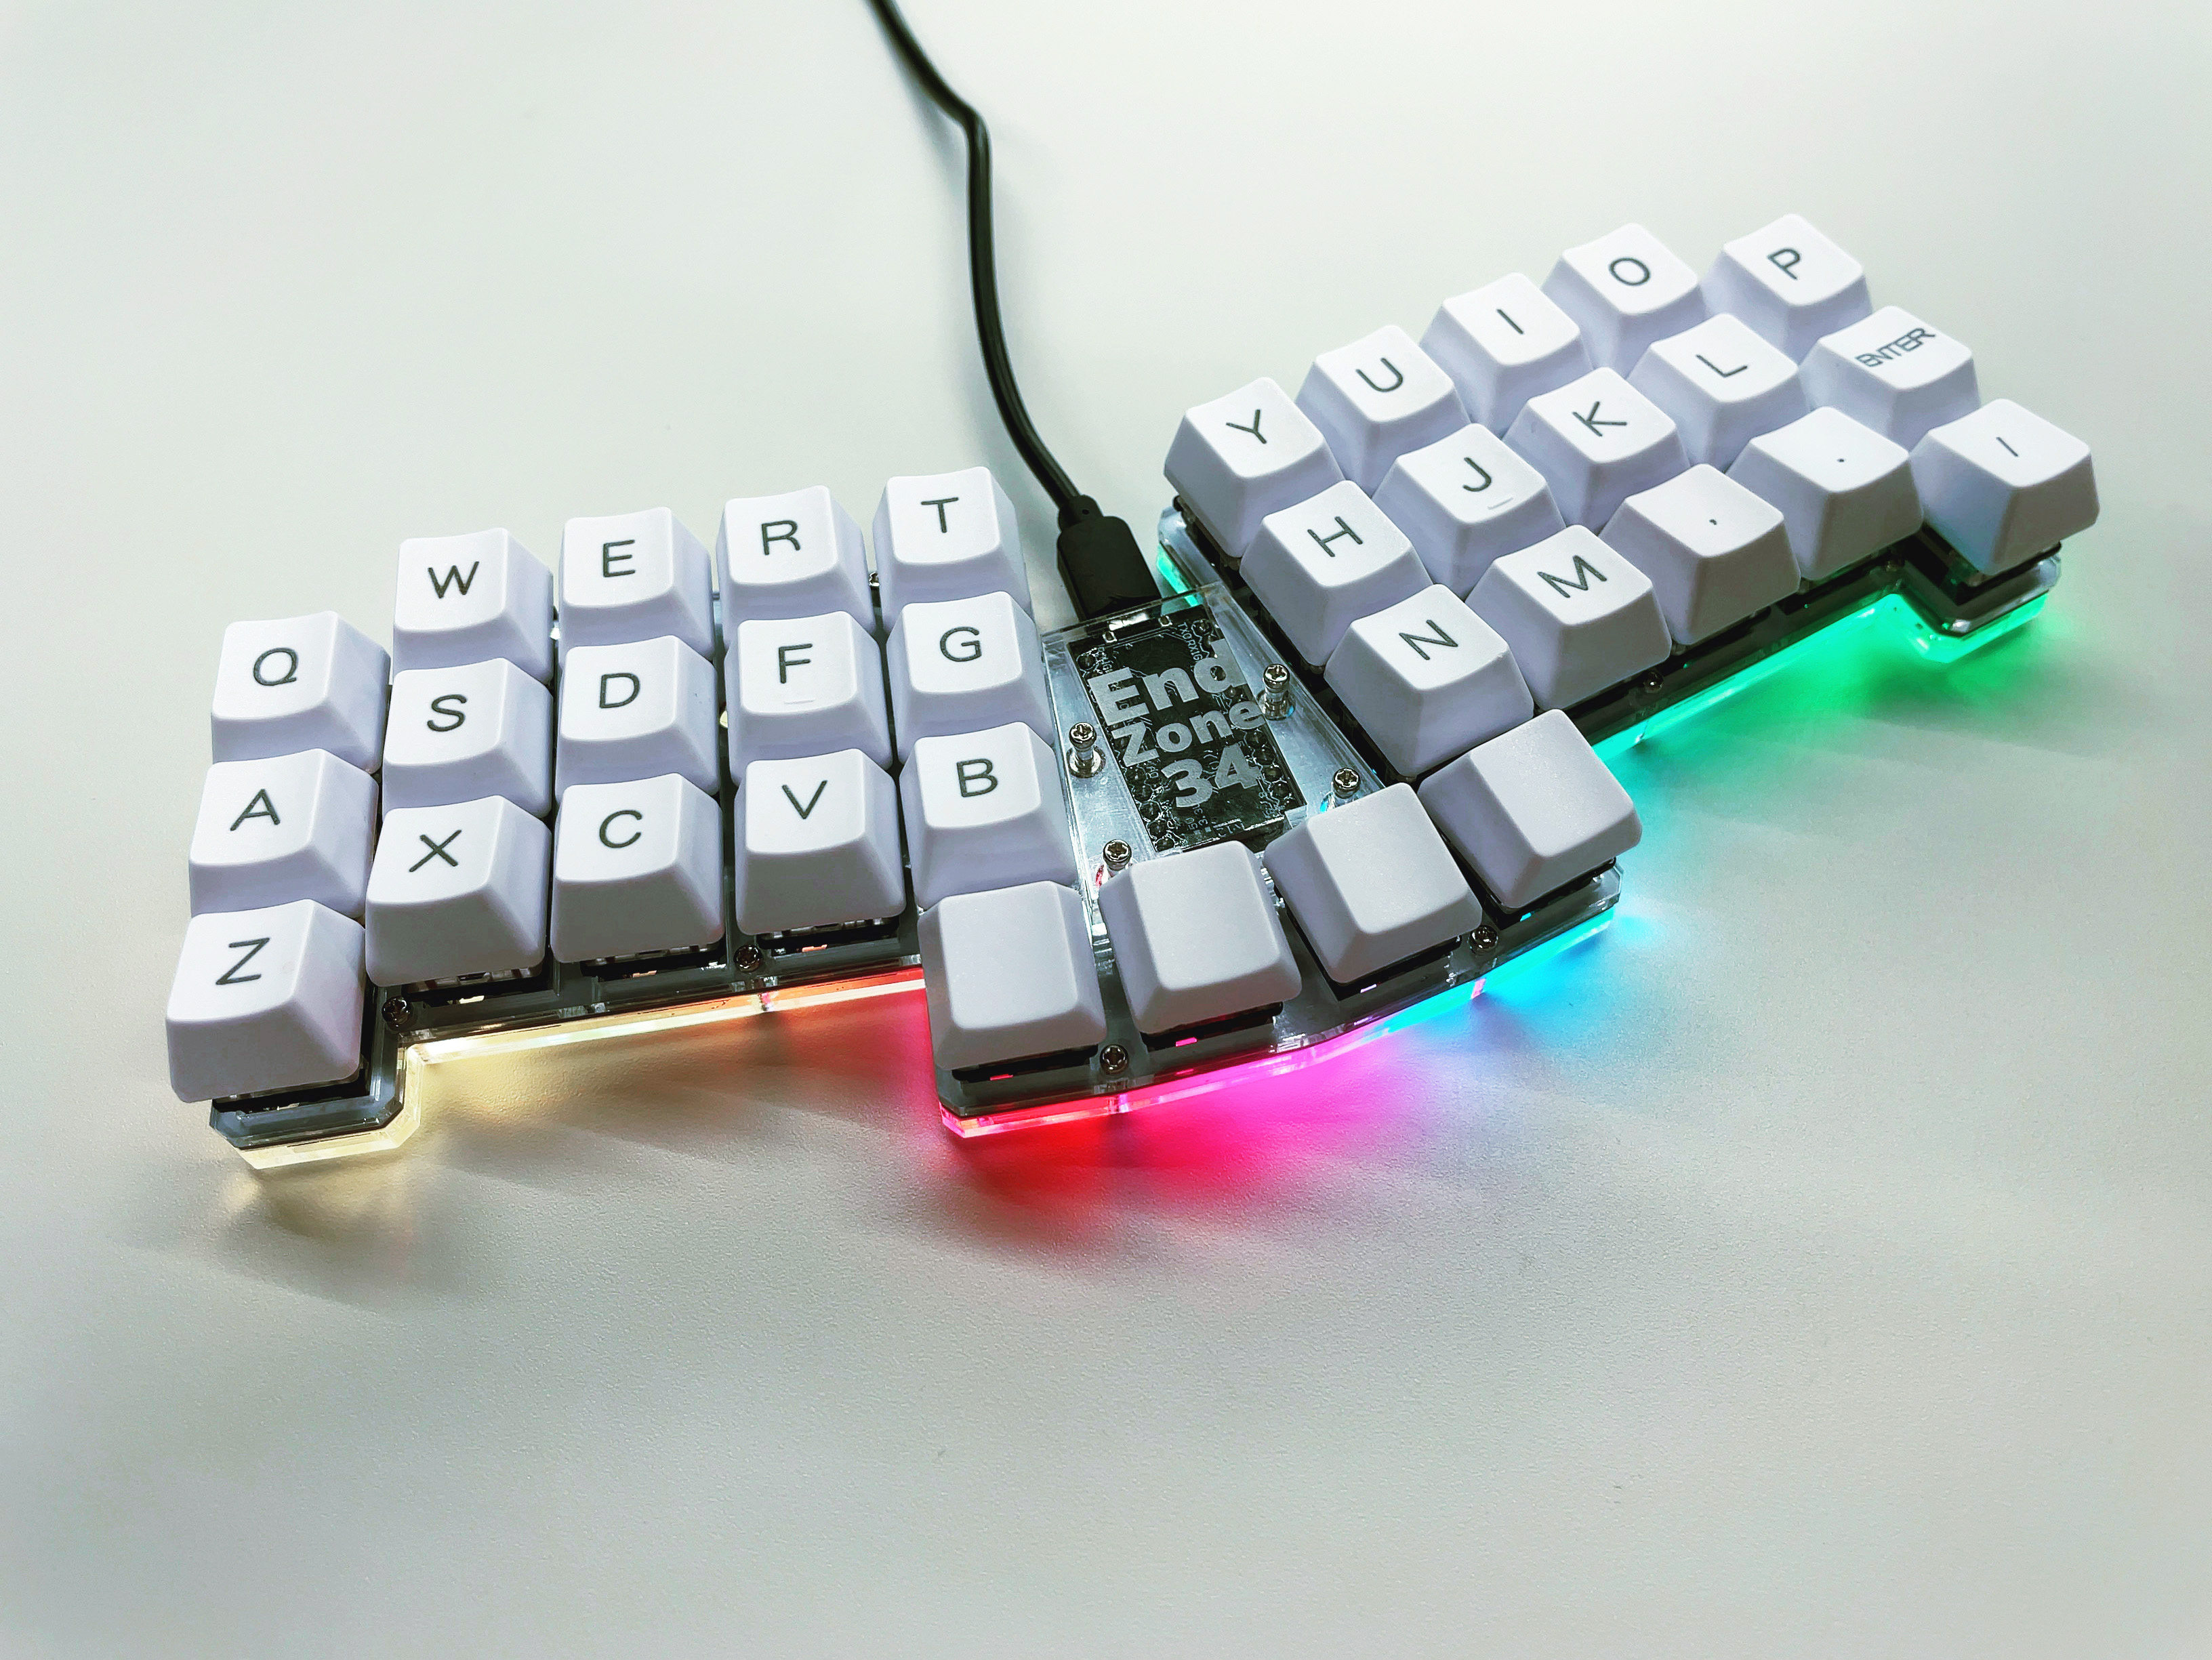 Q W E R T
A S D F G
Z X C V B
End
Zone
34
Y U I O P
H J K L ENTER
N M , . /